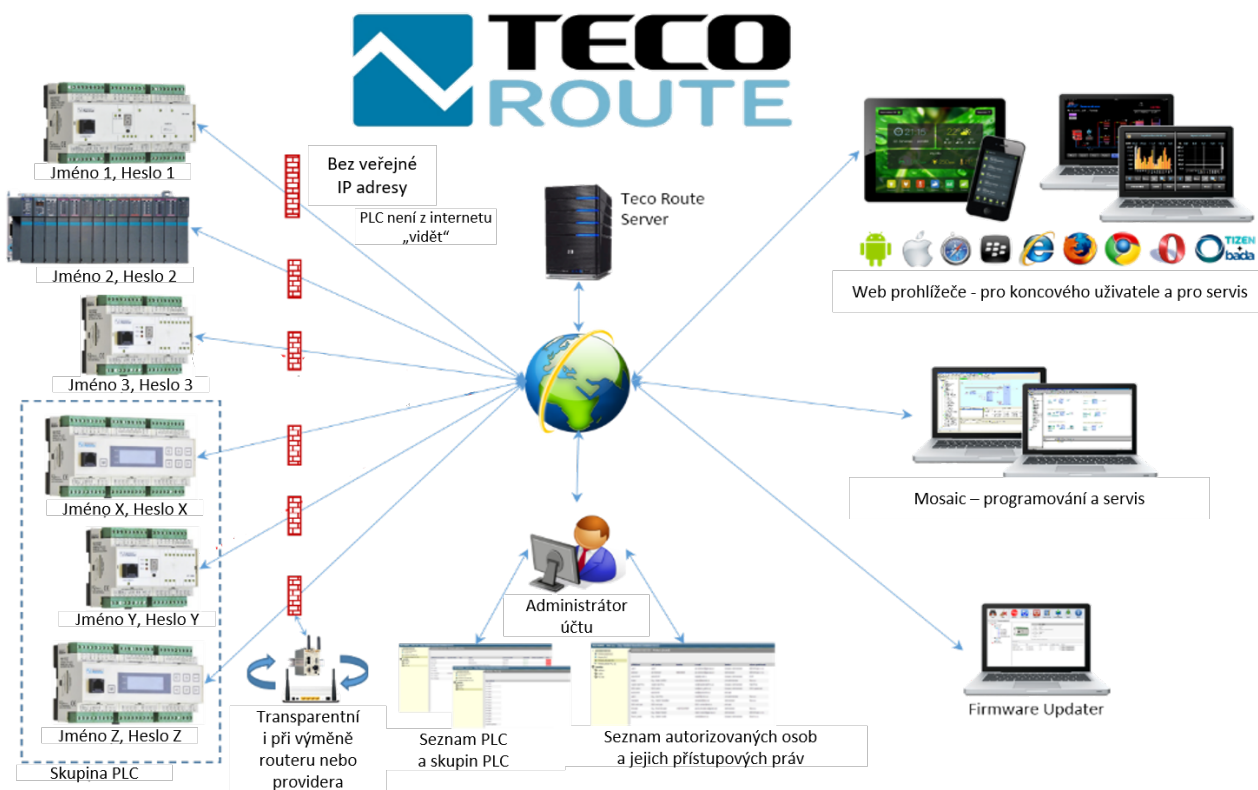 TECO
ROUTE
Jméno 1, Heslo 1
Bez veřejné
IP adresy
PLC není z internetu
„vidět“
Teco Route
Server
21:15
TIZEN
+
bada
Jméno 2, Heslo 2
Web prohlížeče - pro koncového uživatele a pro servis
Jméno 3, Heslo 3
Jméno X, Heslo X
Mosaic – programování a servis
Jméno Y, Heslo Y
Administrátor
účtu
Jméno Z, Heslo Z
Skupina PLC
Transparentní
i při výměně
routeru nebo
providera
Seznam PLC
a skupin PLC
Seznam autorizovaných osob
a jejich přístupových práv
Firmware Updater